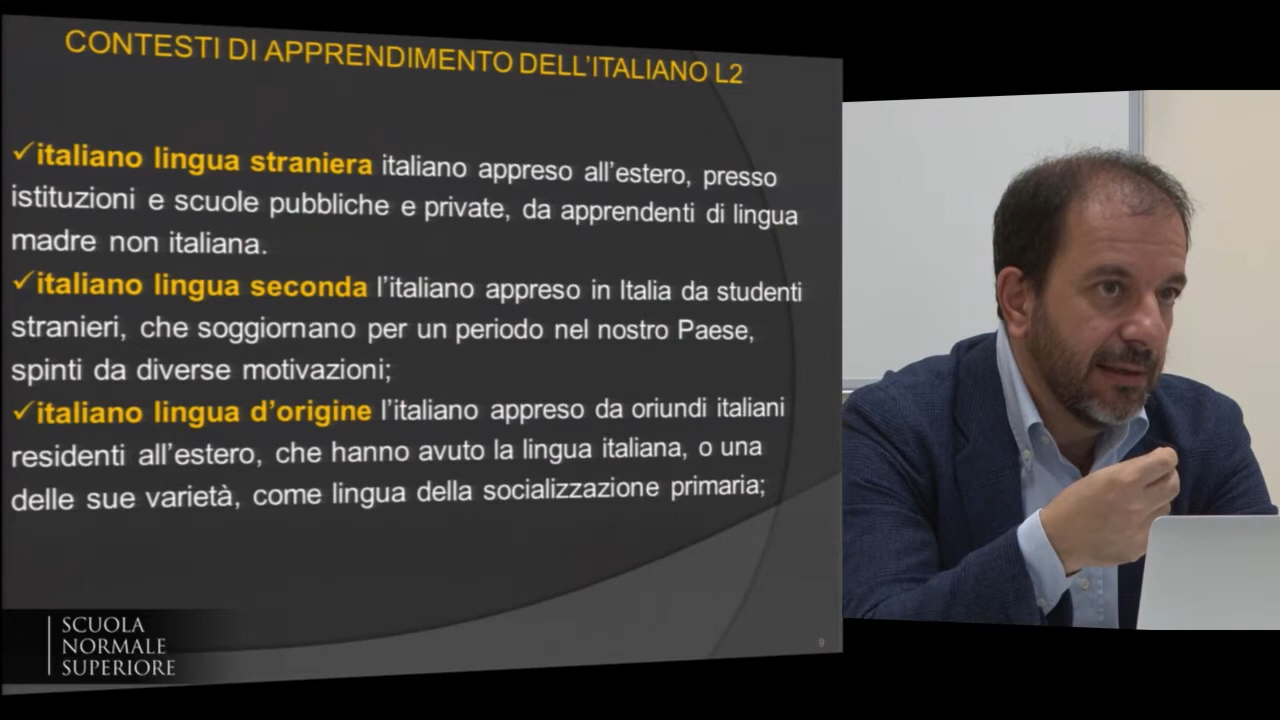 CONTESTI DI APPRENDIMENTO DELL'ITALIANO L2
✓italiano lingua straniera italiano appreso all'estero, presso
istituzioni e scuole pubbliche e private, da apprendenti di lingua
madre non italiana.
✓italiano lingua seconda l'italiano appreso in Italia da studenti
stranieri, che soggiornano per un periodo nel nostro Paese,
spinti da diverse motivazioni;
✓italiano lingua d'origine l'italiano appreso da oriundi italiani
residenti all'estero, che hanno avuto la lingua italiana, o una
delle sue varietà, come lingua della socializzazione primaria;
SCUOLA
NORMALE
SUPERIORE
9